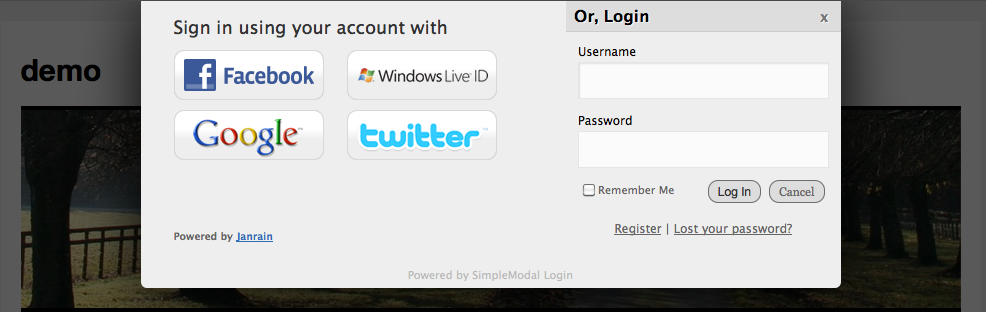 demo
Sign in using your account with
Facebook
Windows Live ID
Google™
twitter
Powered by Janrain
Or, Login
x
Username
Password
Remember Me
Log In
Cancel
Register | Lost your password?
Powered by SimpleModal Login